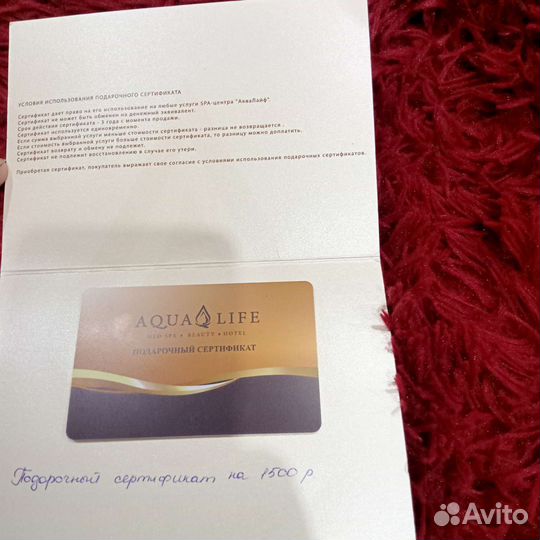 УСЛОВИЯ ИСПОЛЬЗОВАНИЯ ПОДАРОЧНОГО СЕРТИФИКАТА
Сертификат дает право на его использование на любые услуги SPA-центра "АкваЛайф"
Сертификат не может быть обменен на денежный эквивалент.
Срок действия сертификата - 3 года с момента продажи.
Сертификат используется единовременно.
Если сумма выбранной услуги меньше стоимости сертификата - разница не возвращается.
Если стоимость выбранной услуги больше стоимости сертификата, то разницу можно доплатить.
Сертификат возврату и обмену не подлежит.
Сертификат не подлежит восстановлению в случае его утери.
Приобретая сертификат, покупатель выражает свое согласие с условиями использования подарочных сертификатов.
AQUA LIFE
SPA • BEAUTY • HOTEL
ПОДАРОЧНЫЙ СЕРТИФИКАТ
Подарочный сертификат на 1500 р
Avito